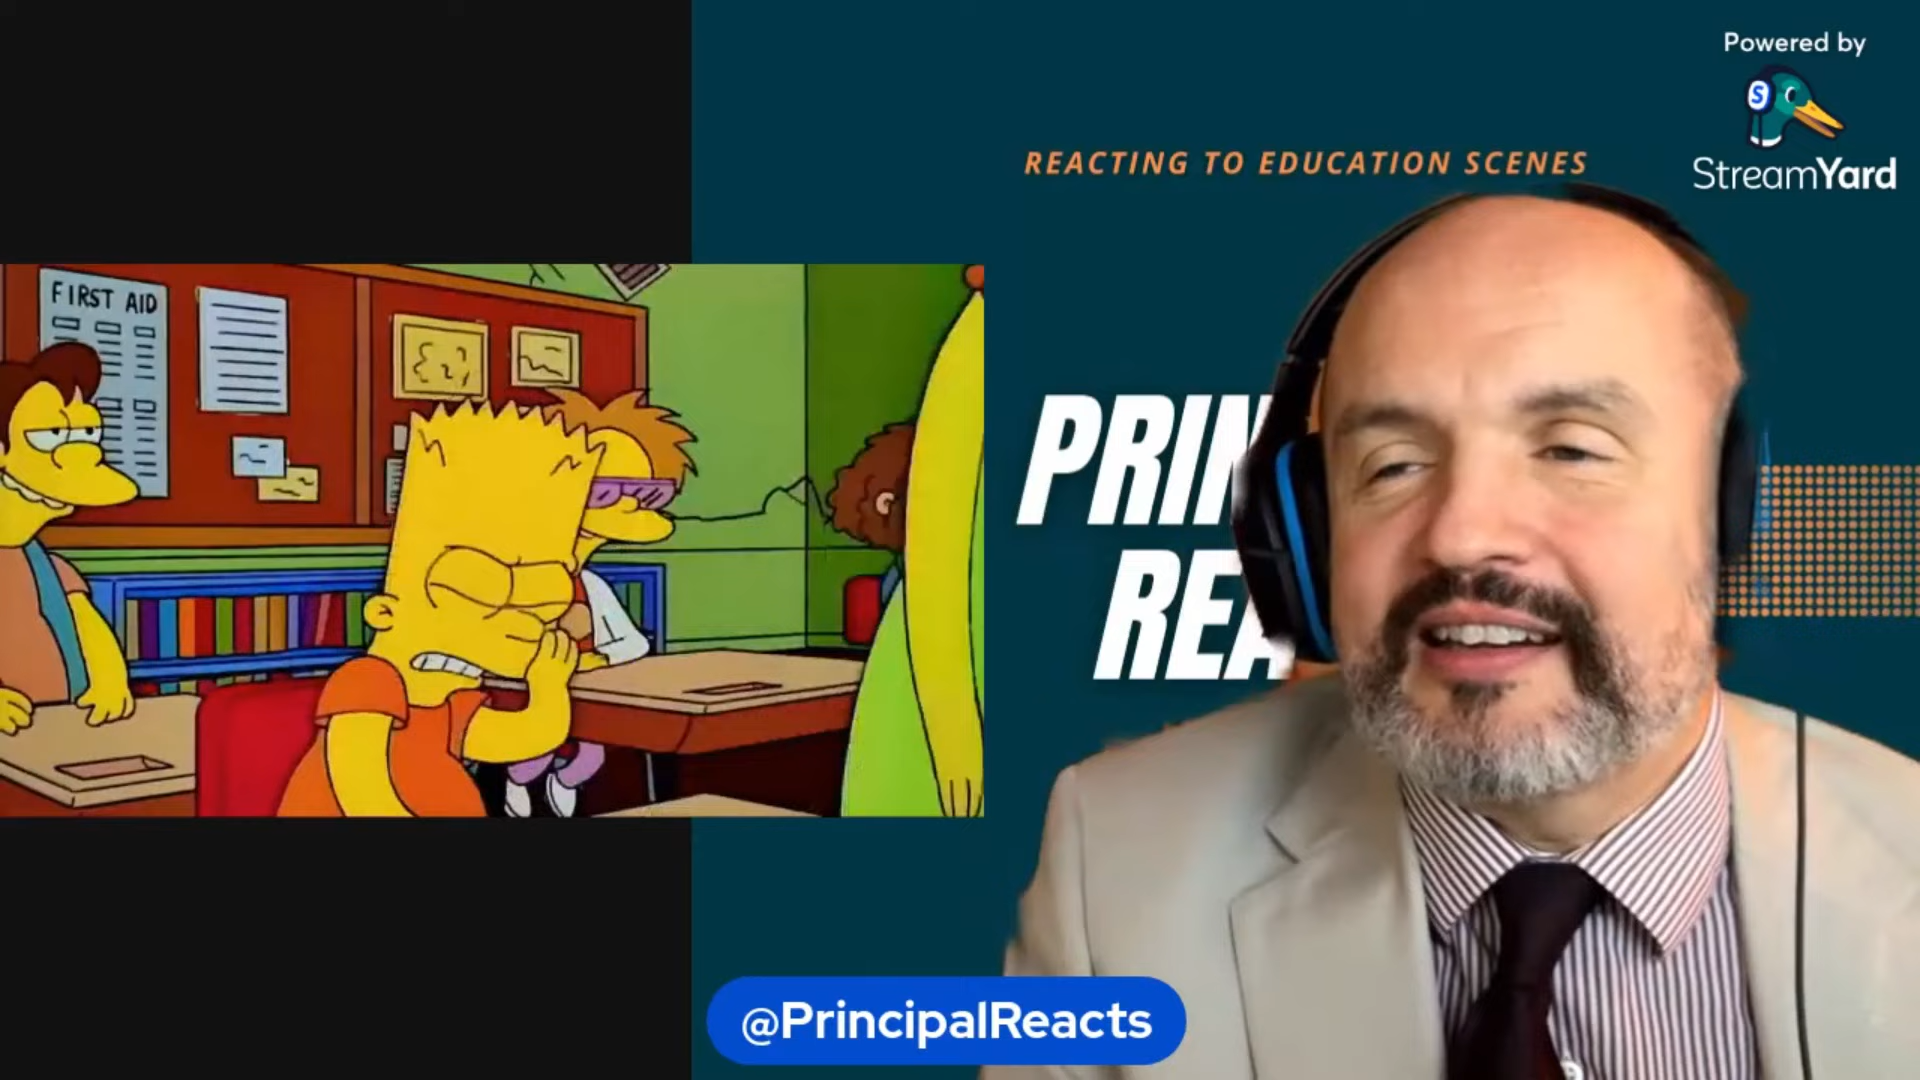 Powered by
S
StreamYard
REACTING TO EDUCATION SCENES
FIRST AID
PRIN
REA
@PrincipalReacts